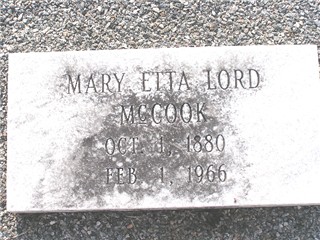 MARY ETTA LORD
MCCOOK
OCT. 1, 1880
FEB. 1, 1966